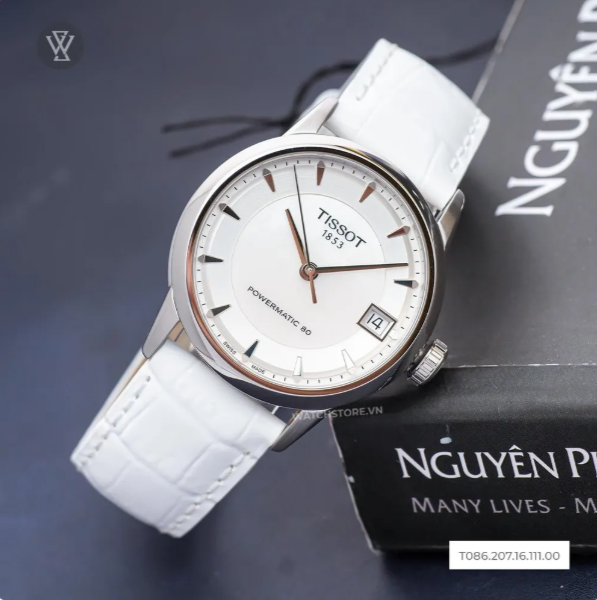 NGUYÊN
TISSOT
1853
POWERMATIC 80
14
SWISS MADE
WATCHSTORE.VN
NGUYÊN P
MANY LIVES - M
T086.207.16.111.00